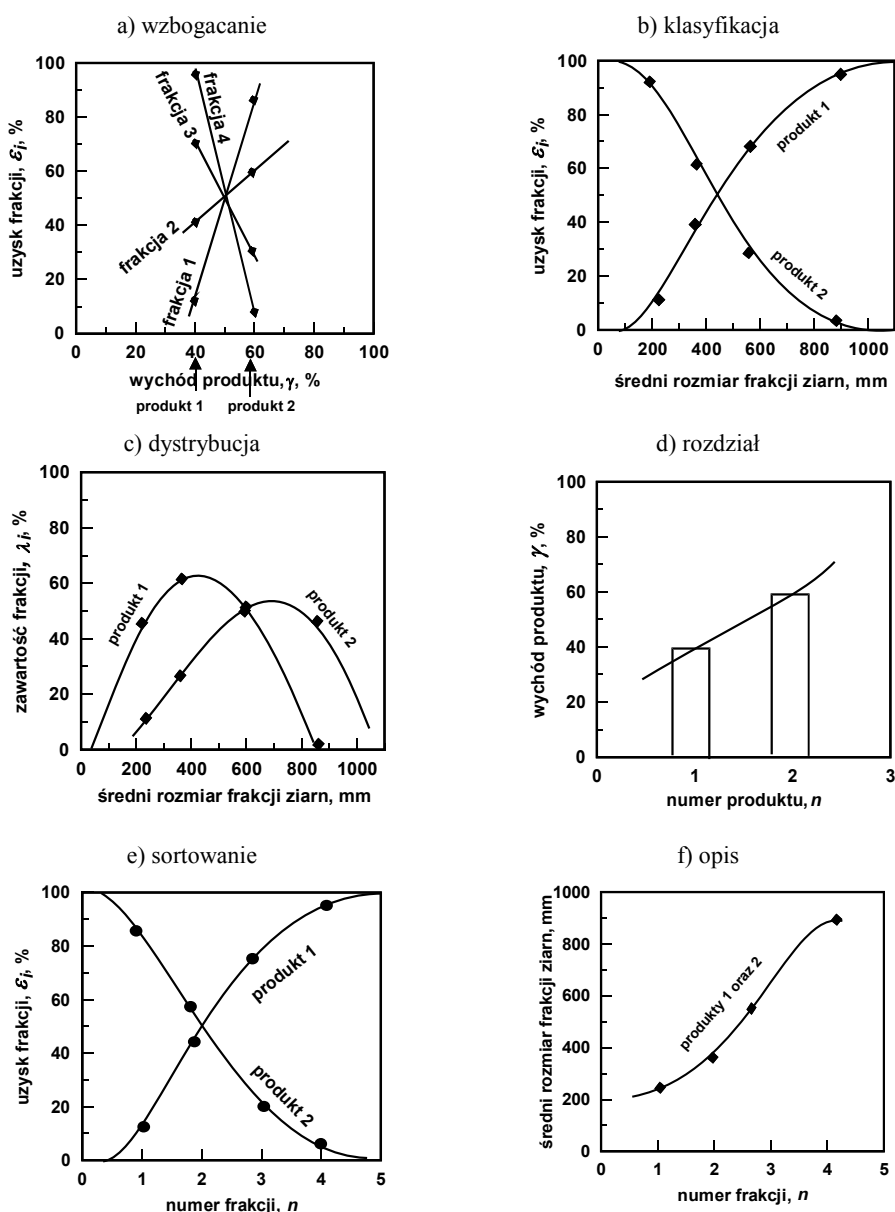 a) wzbogacanie
100
80
60
40
20
0
uzysk frakcji, εi, %
frakcja 3
frakcja 4
frakcja 2
frakcja 1
0 20 40 60 80 100
wychód produktu, γ, %
produkt 1 produkt 2
b) klasyfikacja
100
80
60
40
20
0
uzysk frakcji, εi, %
produkt 1
produkt 2
0 200 400 600 800 1000
średni rozmiar frakcji ziarn, mm
c) dystrybucja
100
80
60
40
20
0
zawartość frakcji, λi, %
produkt 1
produkt 2
0 200 400 600 800 1000
średni rozmiar frakcji ziarn, mm
d) rozdział
100
80
60
40
20
0
wychód produktu, γ, %
0 1 2 3
numer produktu, n
e) sortowanie
100
80
60
40
20
0
uzysk frakcji, εi, %
produkt 1
produkt 2
0 1 2 3 4 5
numer frakcji, n
f) opis
1000
800
600
400
200
0
średni rozmiar frakcji ziarn, mm
produkty 1 oraz 2
0 1 2 3 4 5
numer frakcji, n